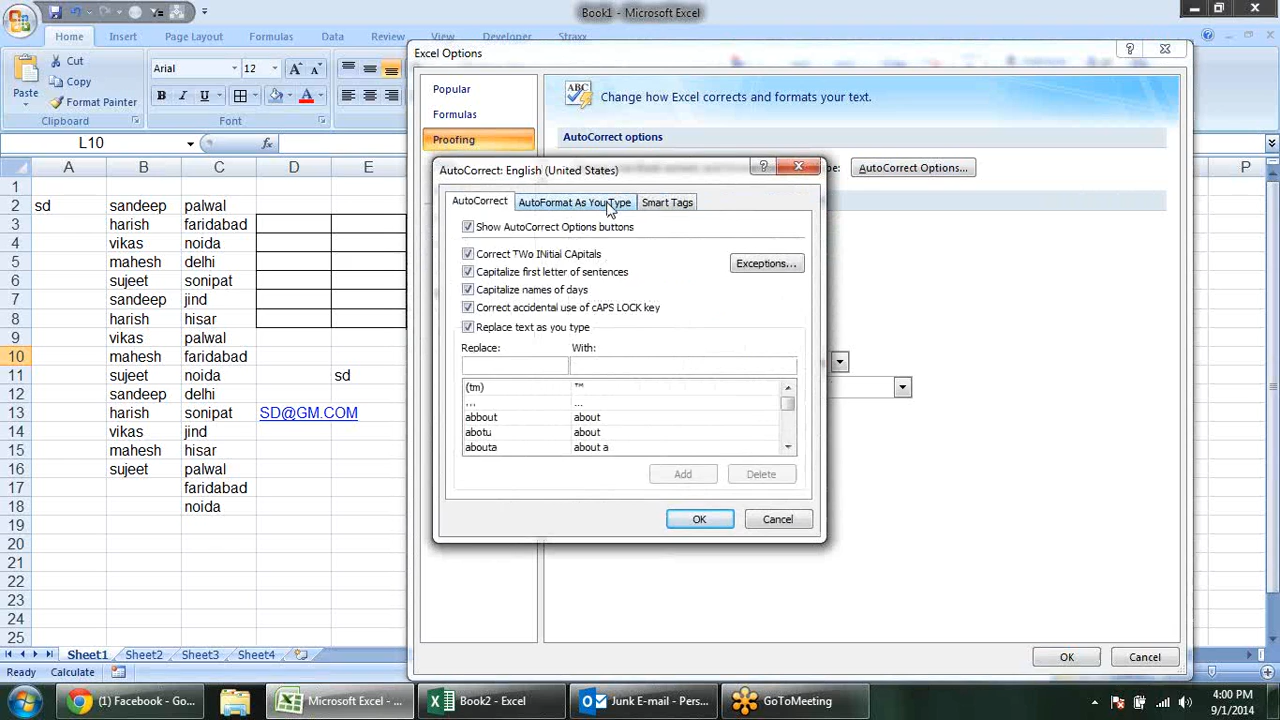 Book1 - Microsoft Excel
Home Insert Page Layout Formulas Data Review View Developer Straxx
Paste Cut
Copy
Format Painter
Clipboard
Arial 12
B I U
Font
L10 fx
Excel Options
Popular
Formulas
Proofing
ABC Change how Excel corrects and formats your text.
AutoCorrect options
AutoCorrect Options...
AutoCorrect: English (United States)
AutoCorrect AutoFormat As You Type Smart Tags
Show AutoCorrect Options buttons
Correct TWo INitial CApitals
Exceptions...
Capitalize first letter of sentences
Capitalize names of days
Correct accidental use of cAPS LOCK key
Replace text as you type
Replace: With:
(tm) ™
... ...
abbout about
abotu about
abouta about a
Add Delete
OK Cancel
OK Cancel
A B C D E P
1
2 sd sandeep palwal
3 harish faridabad
4 vikas noida
5 mahesh delhi
6 sujeet sonipat
7 sandeep jind
8 harish hisar
9 vikas palwal
10 mahesh faridabad
11 sujeet noida sd
12 sandeep delhi
13 harish sonipat SD@GM.COM
14 vikas jind
15 mahesh hisar
16 sujeet palwal
17 faridabad
18 noida
19
20
21
22
23
24
25
Sheet1 Sheet2 Sheet3 Sheet4
Ready Calculate
(1) Facebook - Go... Microsoft Excel - ... Book2 - Excel Junk E-mail - Pers... GoToMeeting
4:00 PM
9/1/2014